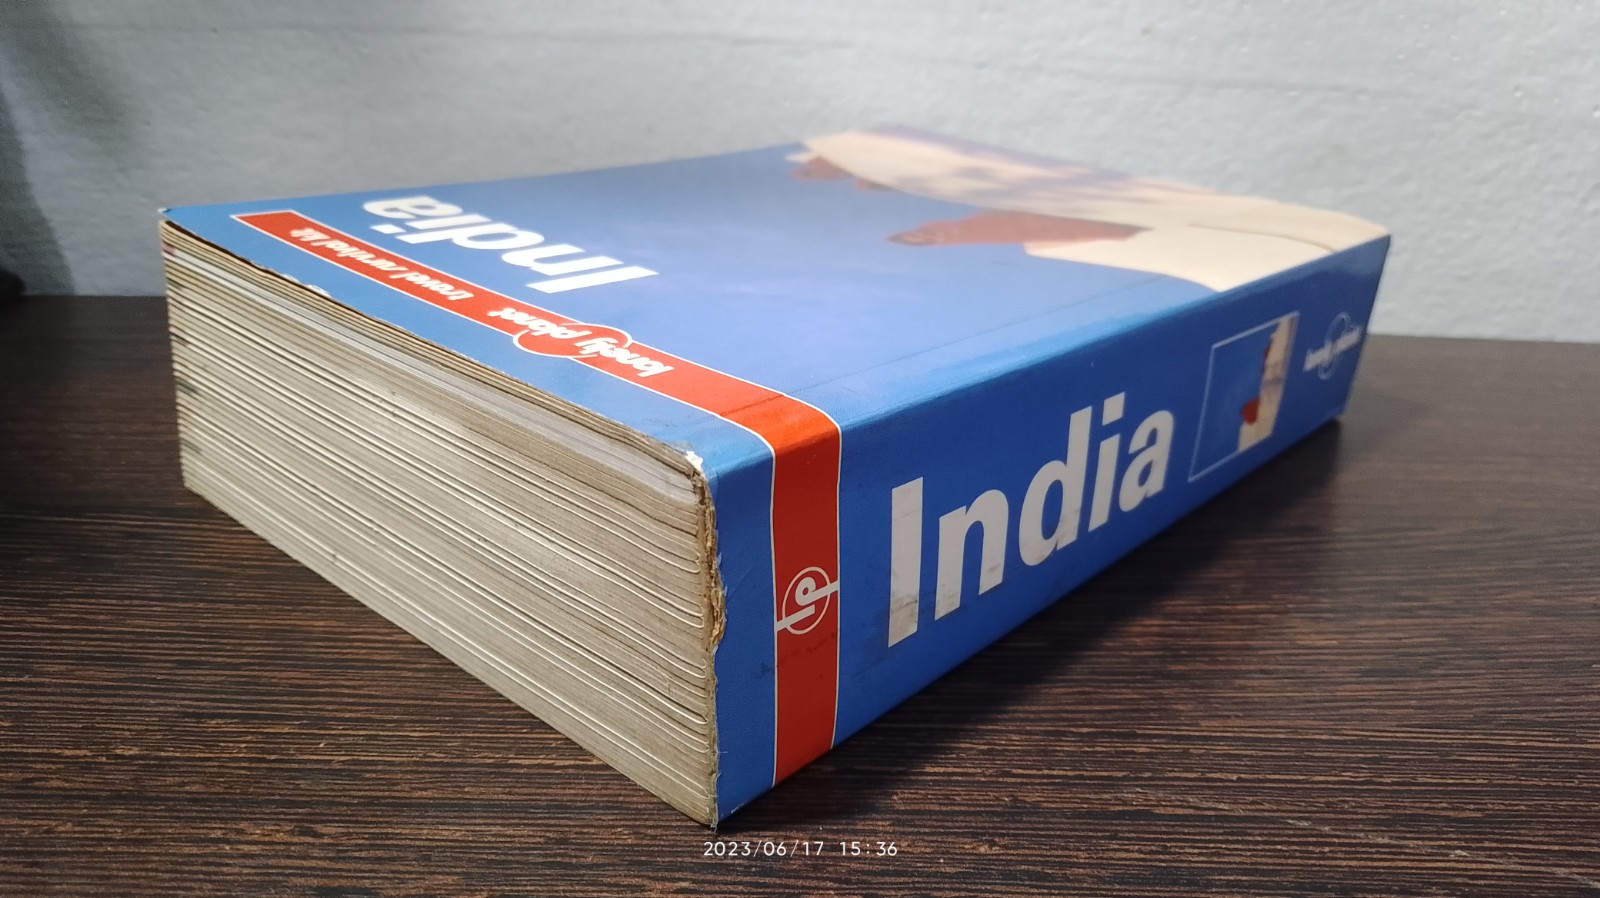 lonely planet travel survival kit
India
lp
India
lonely planet
2023/06/17 15:36